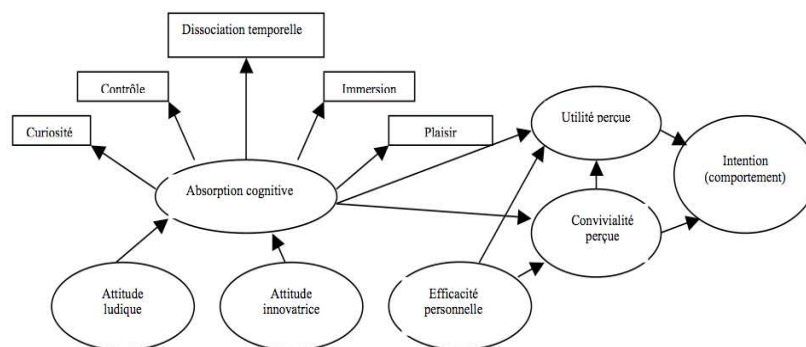 Dissociation temporelle
Contrôle
Immersion
Curiosité
Plaisir
Utilité perçue
Intention
(comportement)
Absorption cognitive
Convivialité
perçue
Attitude
ludique
Attitude
innovatrice
Efficacité
personnelle